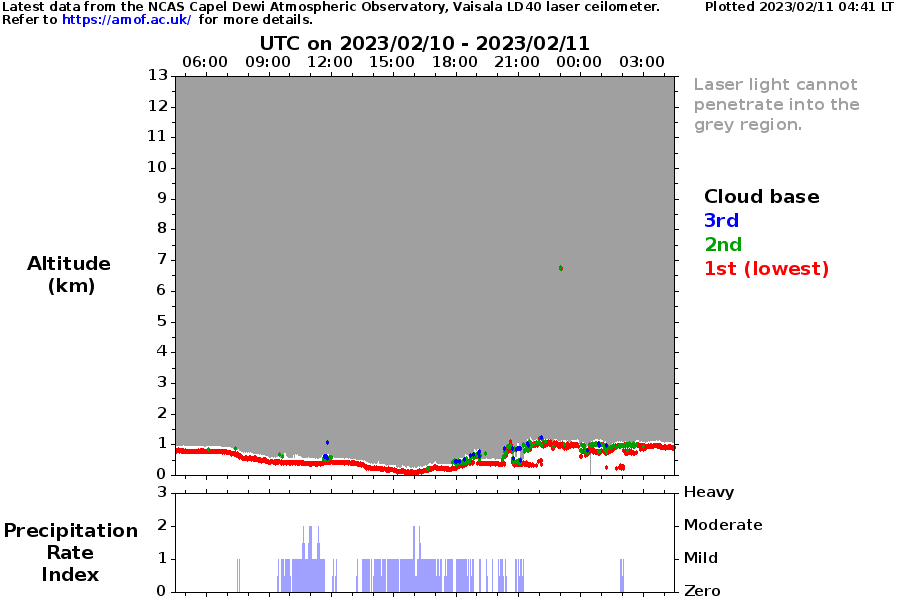 Latest data from the NCAS Capel Dewi Atmospheric Observatory, Vaisala LD40 laser ceilometer.
Plotted 2023/02/11 04:41 LT
Refer to https://amof.ac.uk/ for more details.
UTC on 2023/02/10 - 2023/02/11
06:00 09:00 12:00 15:00 18:00 21:00 00:00 03:00
13
12
11
10
9
8
7
6
5
4
3
2
1
0
Altitude
(km)
Laser light cannot
penetrate into the
grey region.
Cloud base
3rd
2nd
1st (lowest)
3
2
1
0
Precipitation
Rate
Index
Heavy
Moderate
Mild
Zero